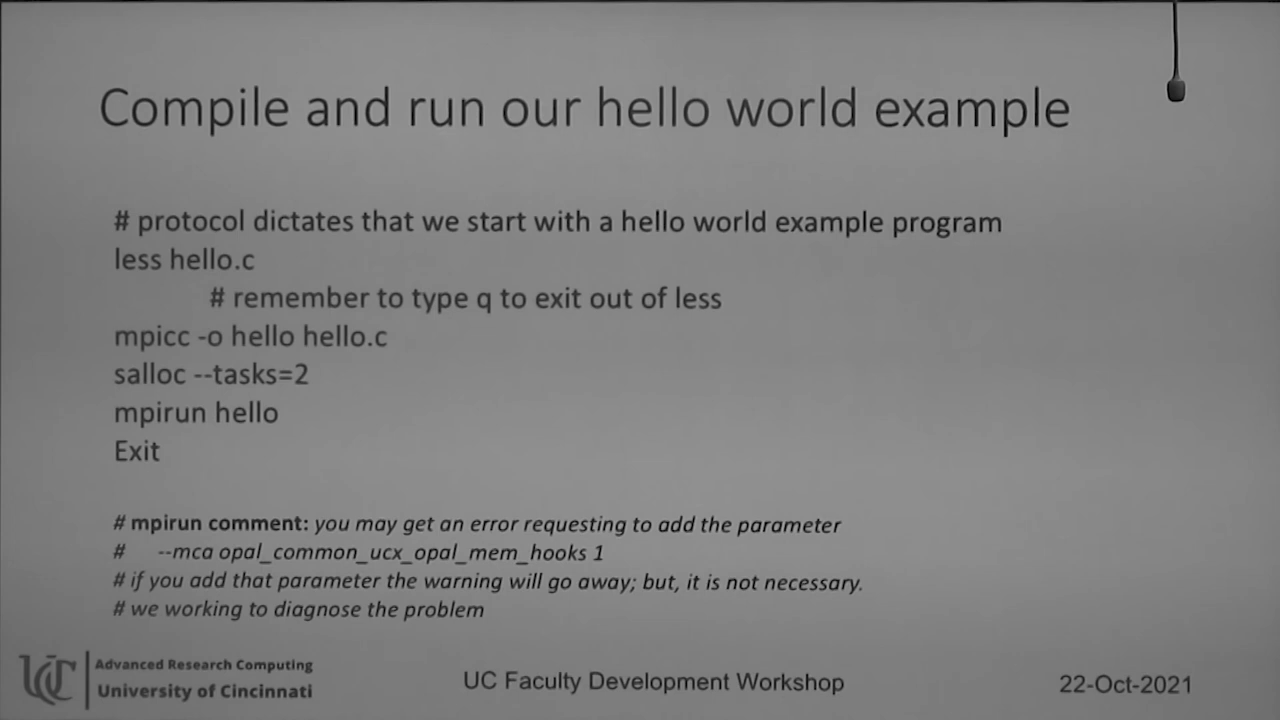 Compile and run our hello world example
# protocol dictates that we start with a hello world example program
less hello.c
# remember to type q to exit out of less
mpicc -o hello hello.c
salloc --tasks=2
mpirun hello
Exit
# mpirun comment: you may get an error requesting to add the parameter
# --mca opal_common_ucx_opal_mem_hooks 1
# if you add that parameter the warning will go away; but, it is not necessary.
# we working to diagnose the problem
UC
Advanced Research Computing
University of Cincinnati
UC Faculty Development Workshop
22-Oct-2021